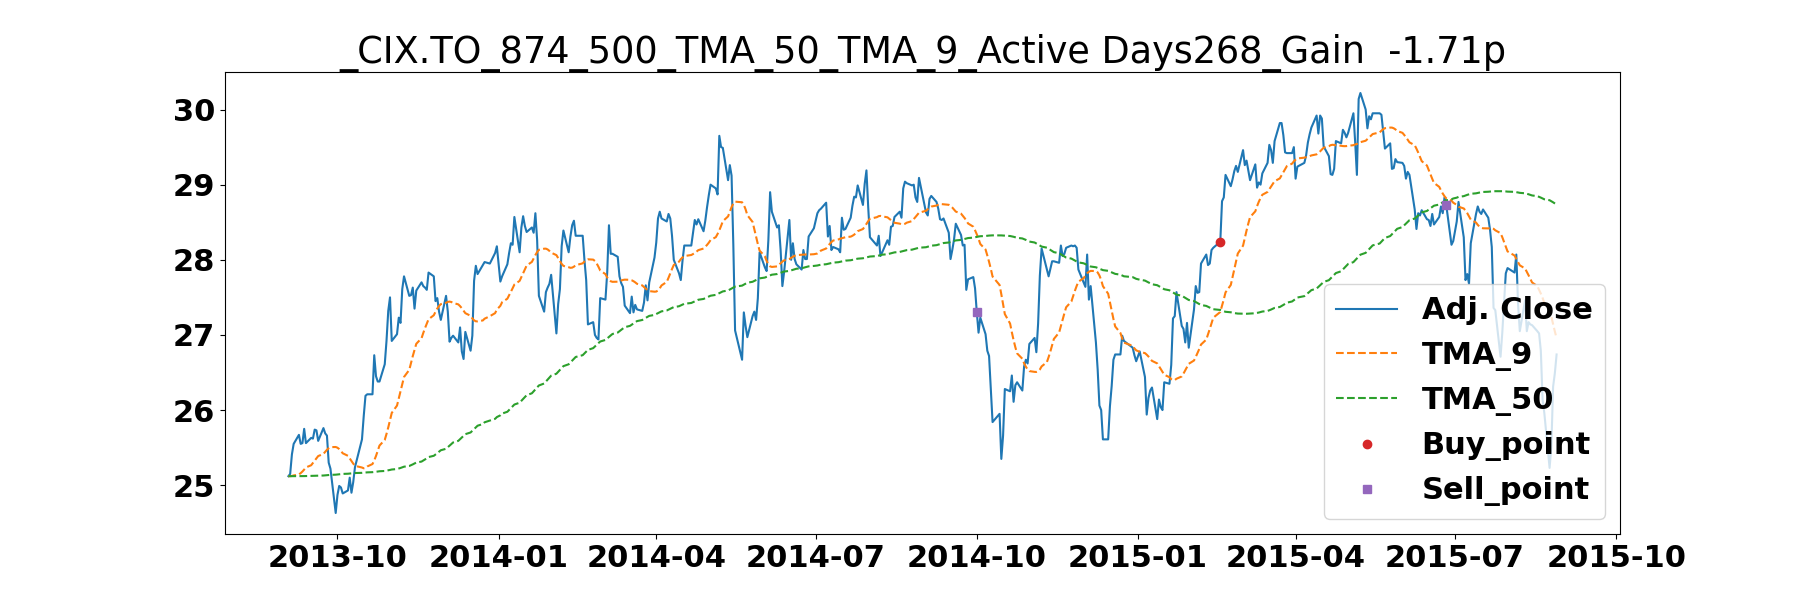 _CIX.TO_874_500_TMA_50_TMA_9_Active Days268_Gain  -1.71p
30
29
28
27
26
25
Adj. Close
TMA_9
TMA_50
Buy_point
Sell_point
2013-10 2014-01 2014-04 2014-07 2014-10 2015-01 2015-04 2015-07 2015-10